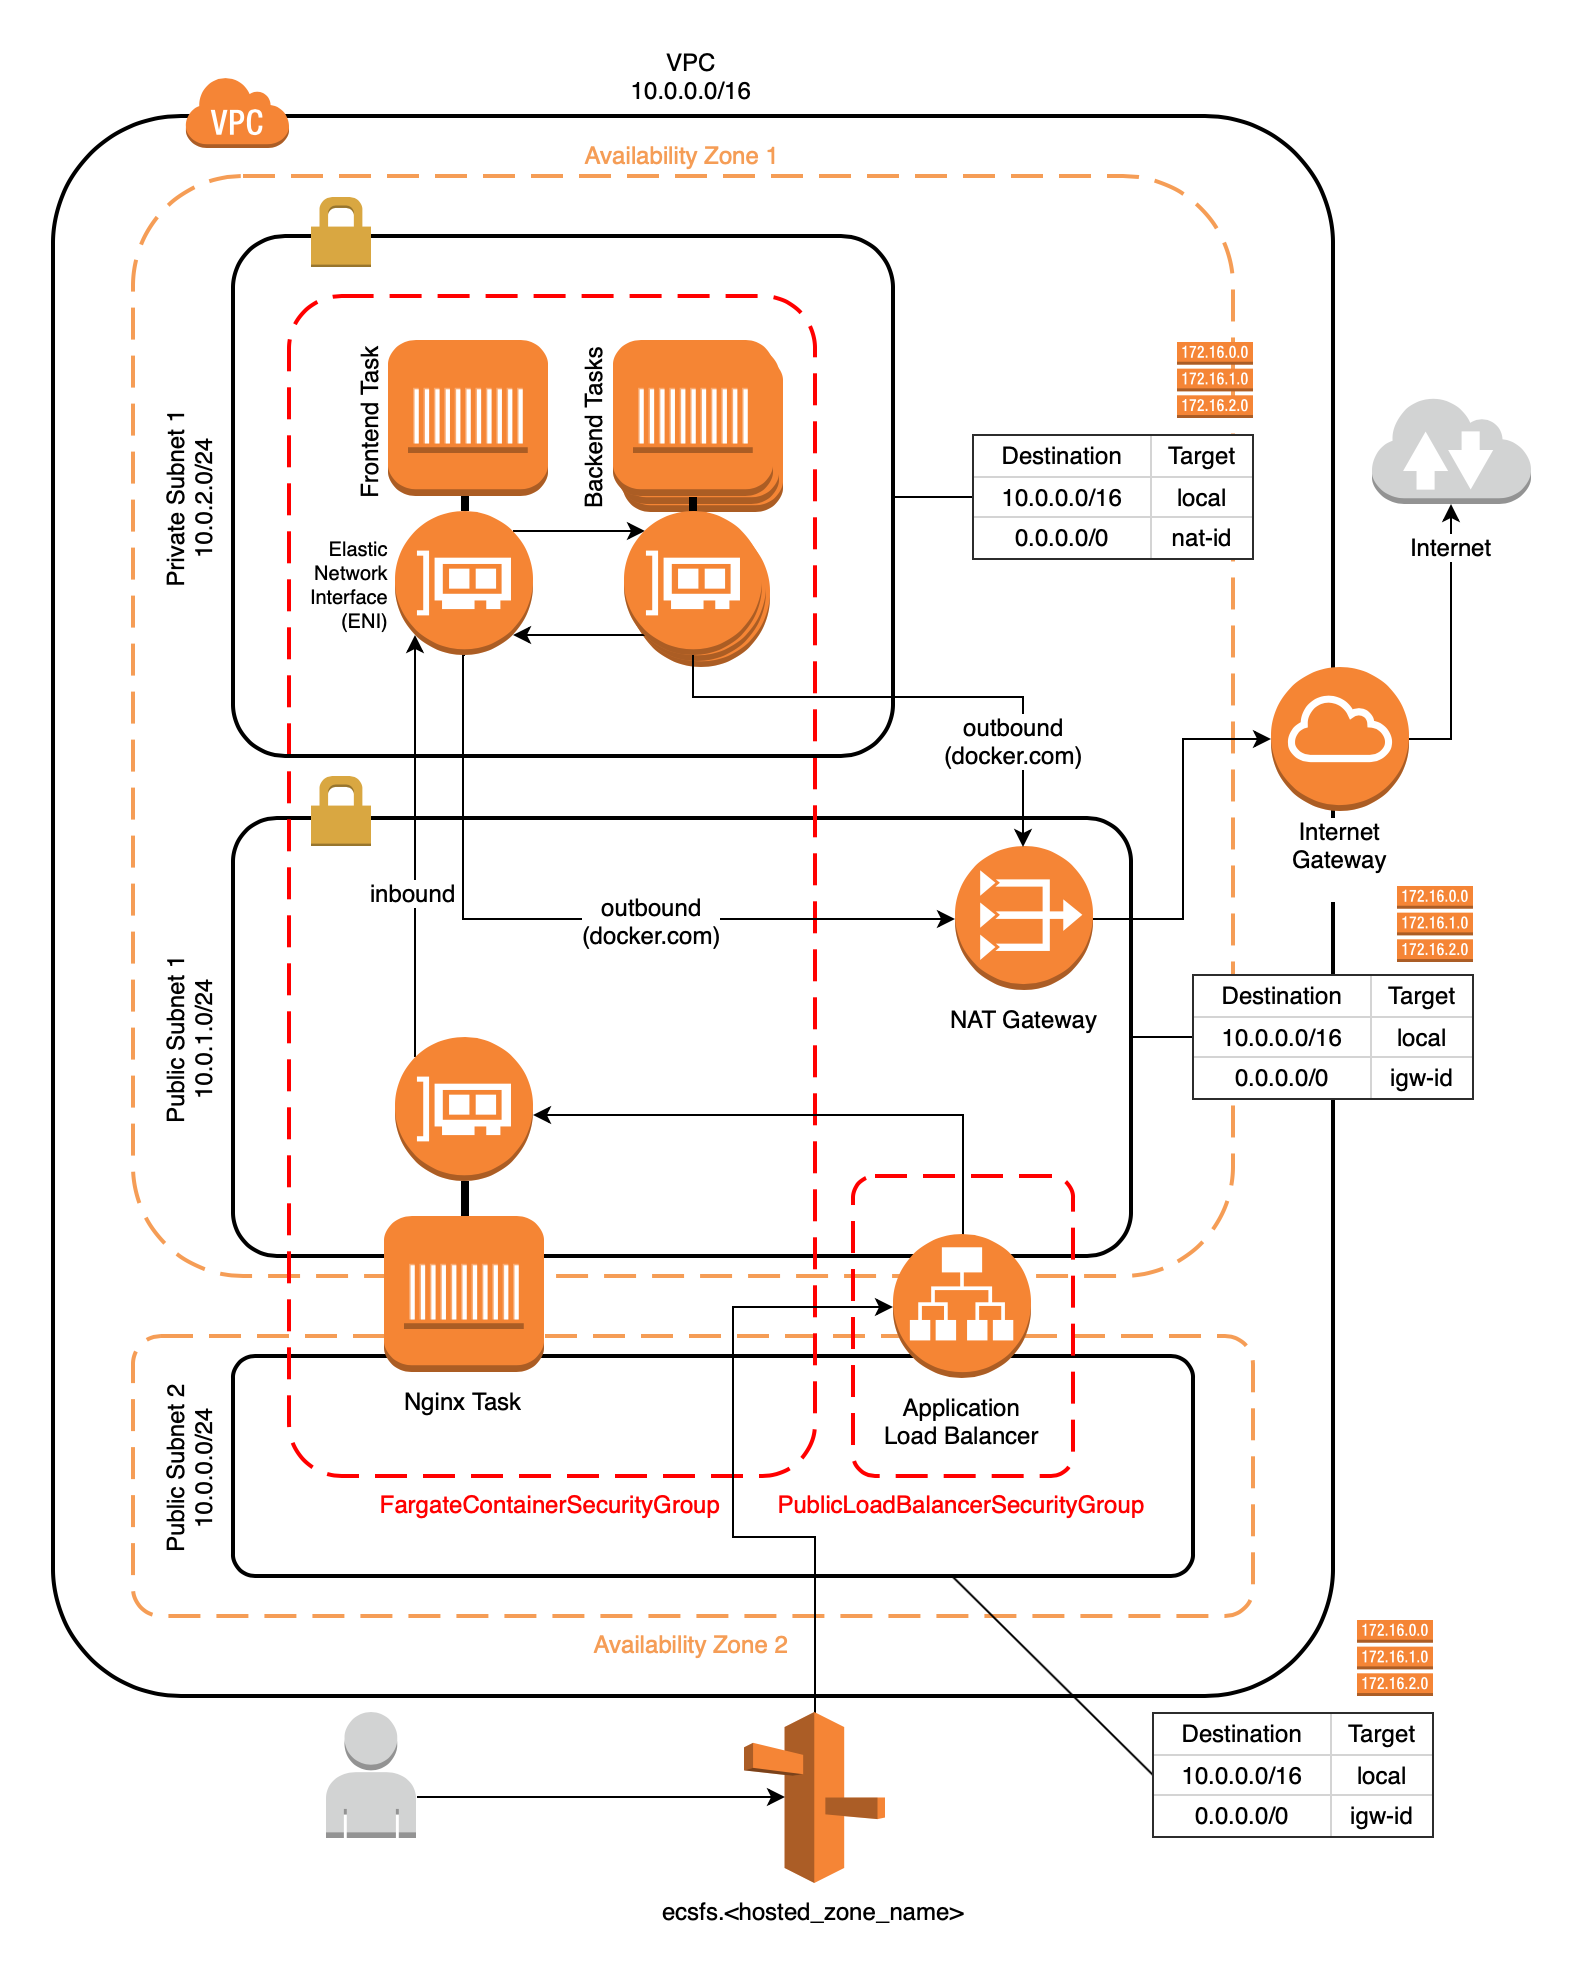 VPC
10.0.0.0/16
VPC
Availability Zone 1
Private Subnet 1
10.0.2.0/24
Frontend Task
Backend Tasks
Elastic
Network
Interface
(ENI)
172.16.0.0
172.16.1.0
172.16.2.0
Destination Target
10.0.0.0/16 local
0.0.0.0/0 nat-id
Internet
outbound
(docker.com)
Internet
Gateway
Public Subnet 1
10.0.1.0/24
inbound
outbound
(docker.com)
NAT Gateway
172.16.0.0
172.16.1.0
172.16.2.0
Destination Target
10.0.0.0/16 local
0.0.0.0/0 igw-id
Public Subnet 2
10.0.0.0/24
Nginx Task
Application
Load Balancer
FargateContainerSecurityGroup
PublicLoadBalancerSecurityGroup
Availability Zone 2
172.16.0.0
172.16.1.0
172.16.2.0
Destination Target
10.0.0.0/16 local
0.0.0.0/0 igw-id
ecsfs.<hosted_zone_name>